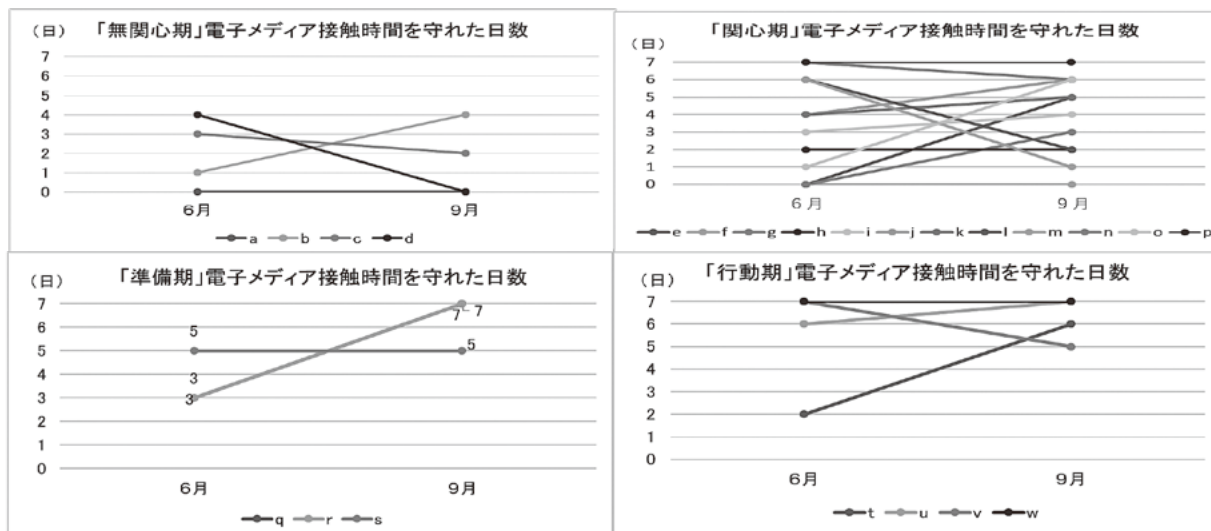 「無関心期」電子メディア接触時間を守れた日数
（日）
7
6
5
4
3
2
1
0
6月 9月
a b c d
「関心期」電子メディア接触時間を守れた日数
（日）
7
6
5
4
3
2
1
0
6月 9月
e f g h i j k l m n o p
「準備期」電子メディア接触時間を守れた日数
（日）
7
6
5
4
3
2
1
0
5
3
3
7 7
5
6月 9月
q r s
「行動期」電子メディア接触時間を守れた日数
（日）
7
6
5
4
3
2
1
0
6月 9月
t u v w